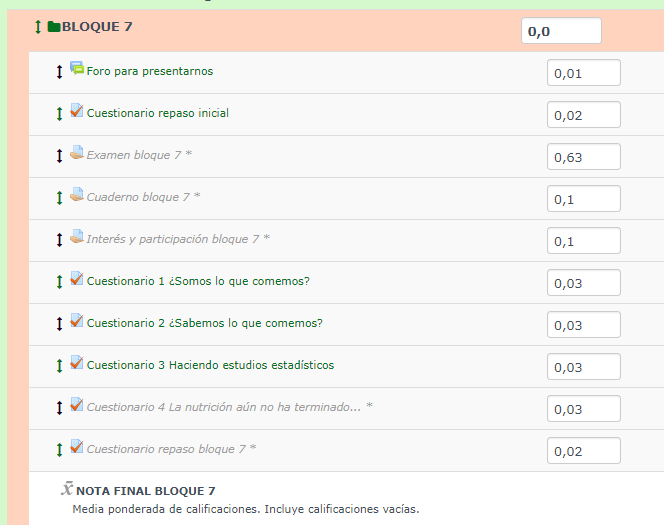 BLOQUE 7 0,0
Foro para presentarnos 0,01
Cuestionario repaso inicial 0,02
Examen bloque 7 * 0,63
Cuaderno bloque 7 * 0,1
Interés y participación bloque 7 * 0,1
Cuestionario 1 ¿Somos lo que comemos? 0,03
Cuestionario 2 ¿Sabemos lo que comemos? 0,03
Cuestionario 3 Haciendo estudios estadísticos 0,03
Cuestionario 4 La nutrición aún no ha terminado... * 0,03
Cuestionario repaso bloque 7 * 0,02
x̄ NOTA FINAL BLOQUE 7
Media ponderada de calificaciones. Incluye calificaciones vacías.